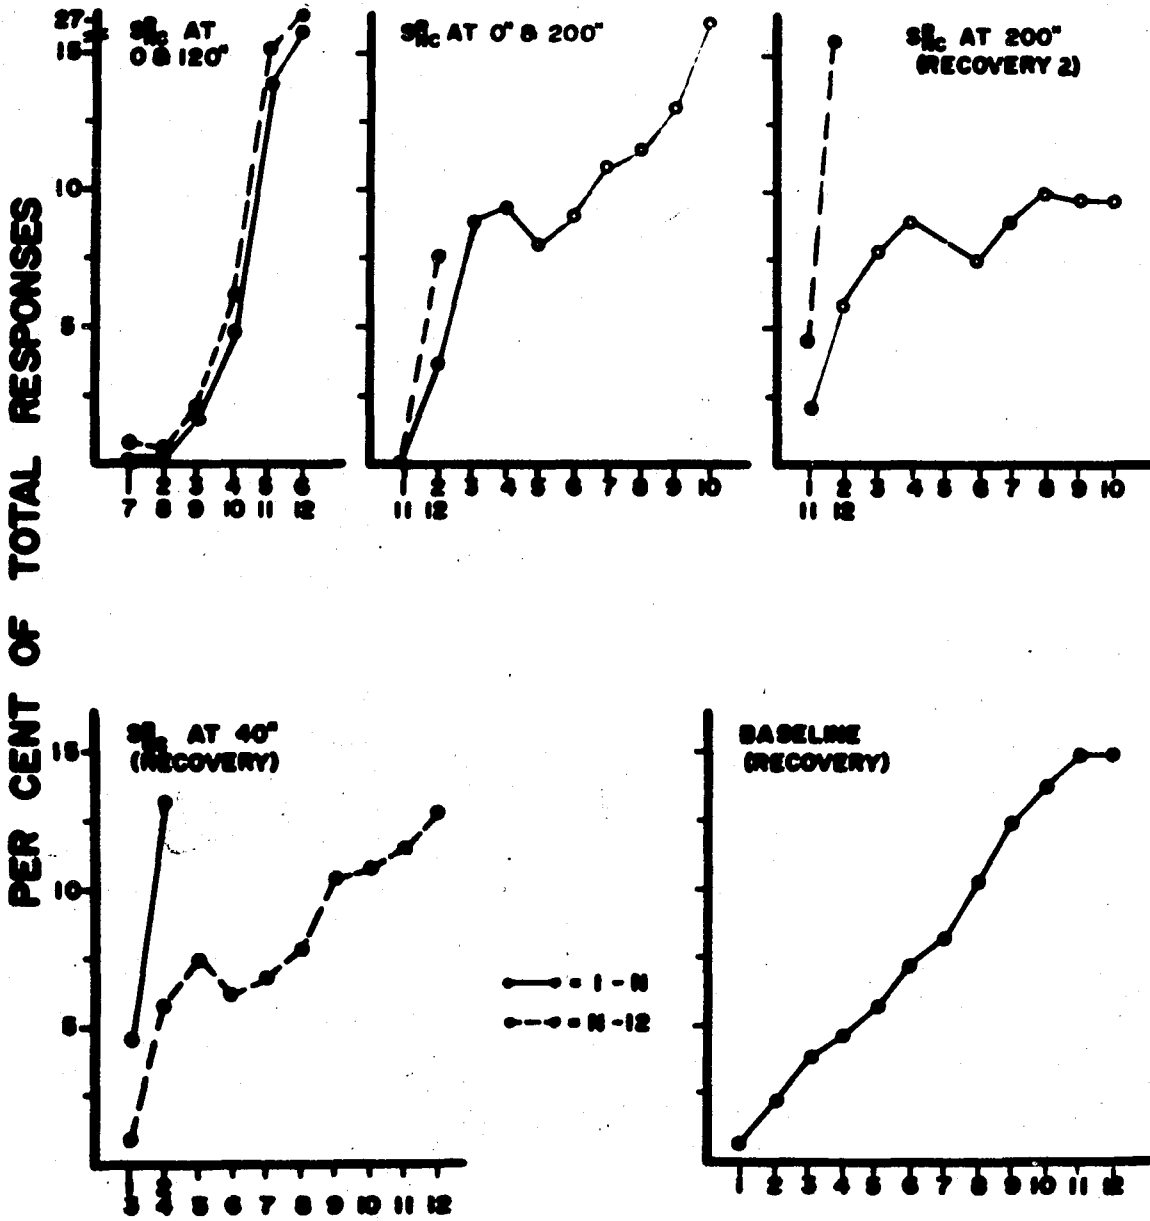 PER CENT OF TOTAL RESPONSES
27
15
10
5
AT
0 & 120"
1 2 3 4 5 6
7 8 9 10 11 12
AT 0" & 200"
1 2 3 4 5 6 7 8 9 10
11 12
AT 200"
(RECOVERY 2)
1 2 3 4 5 6 7 8 9 10
11 12
AT 40"
(RECOVERY)
15
10
5
1 2
3 4 5 6 7 8 9 10 11 12
= 1 - N
= N - 12
BASELINE
(RECOVERY)
1 2 3 4 5 6 7 8 9 10 11 12